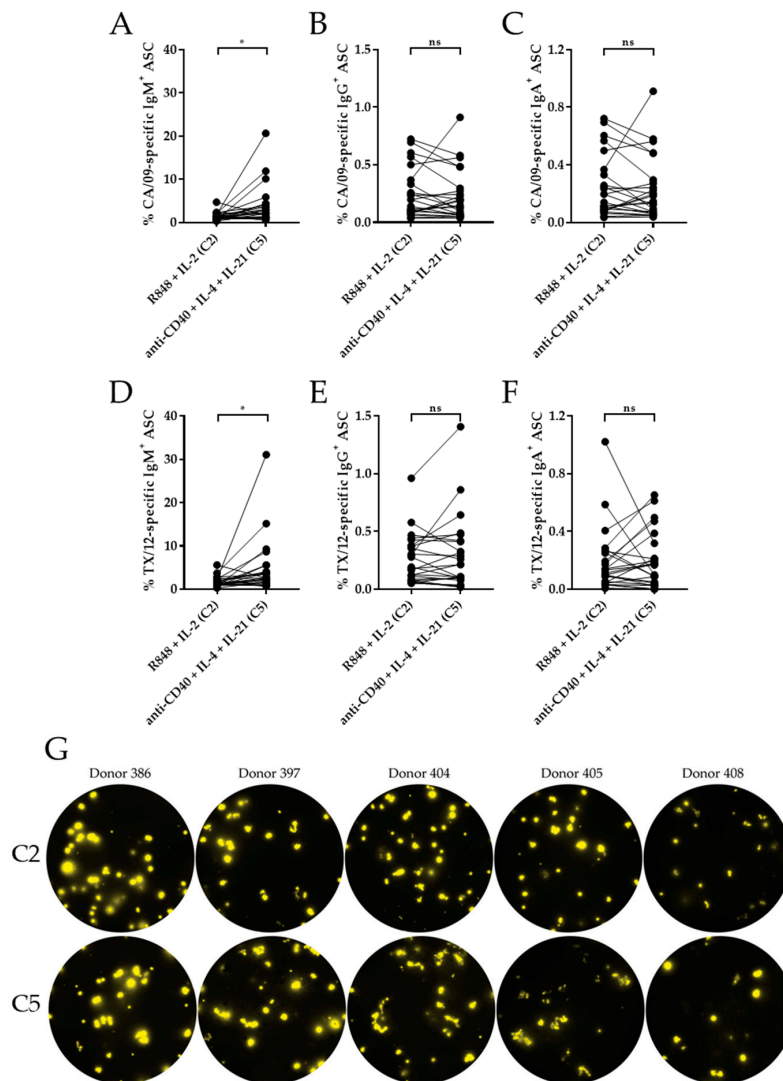 A
B
C
% CA/09-specific IgM+ ASC
40
30
20
10
0
*
R848 + IL-2 (C2)
anti-CD40 + IL-4 + IL-21 (C5)
% CA/09-specific IgG+ ASC
1.5
1.0
0.5
0.0
ns
R848 + IL-2 (C2)
anti-CD40 + IL-4 + IL-21 (C5)
% CA/09-specific IgA+ ASC
1.2
0.8
0.4
0.0
ns
R848 + IL-2 (C2)
anti-CD40 + IL-4 + IL-21 (C5)
D
E
F
% TX/12-specific IgM+ ASC
40
30
20
10
0
*
R848 + IL-2 (C2)
anti-CD40 + IL-4 + IL-21 (C5)
% TX/12-specific IgG+ ASC
1.5
1.0
0.5
0.0
ns
R848 + IL-2 (C2)
anti-CD40 + IL-4 + IL-21 (C5)
% TX/12-specific IgA+ ASC
1.2
0.8
0.4
0.0
ns
R848 + IL-2 (C2)
anti-CD40 + IL-4 + IL-21 (C5)
G
Donor 386
Donor 397
Donor 404
Donor 405
Donor 408
C2
C5